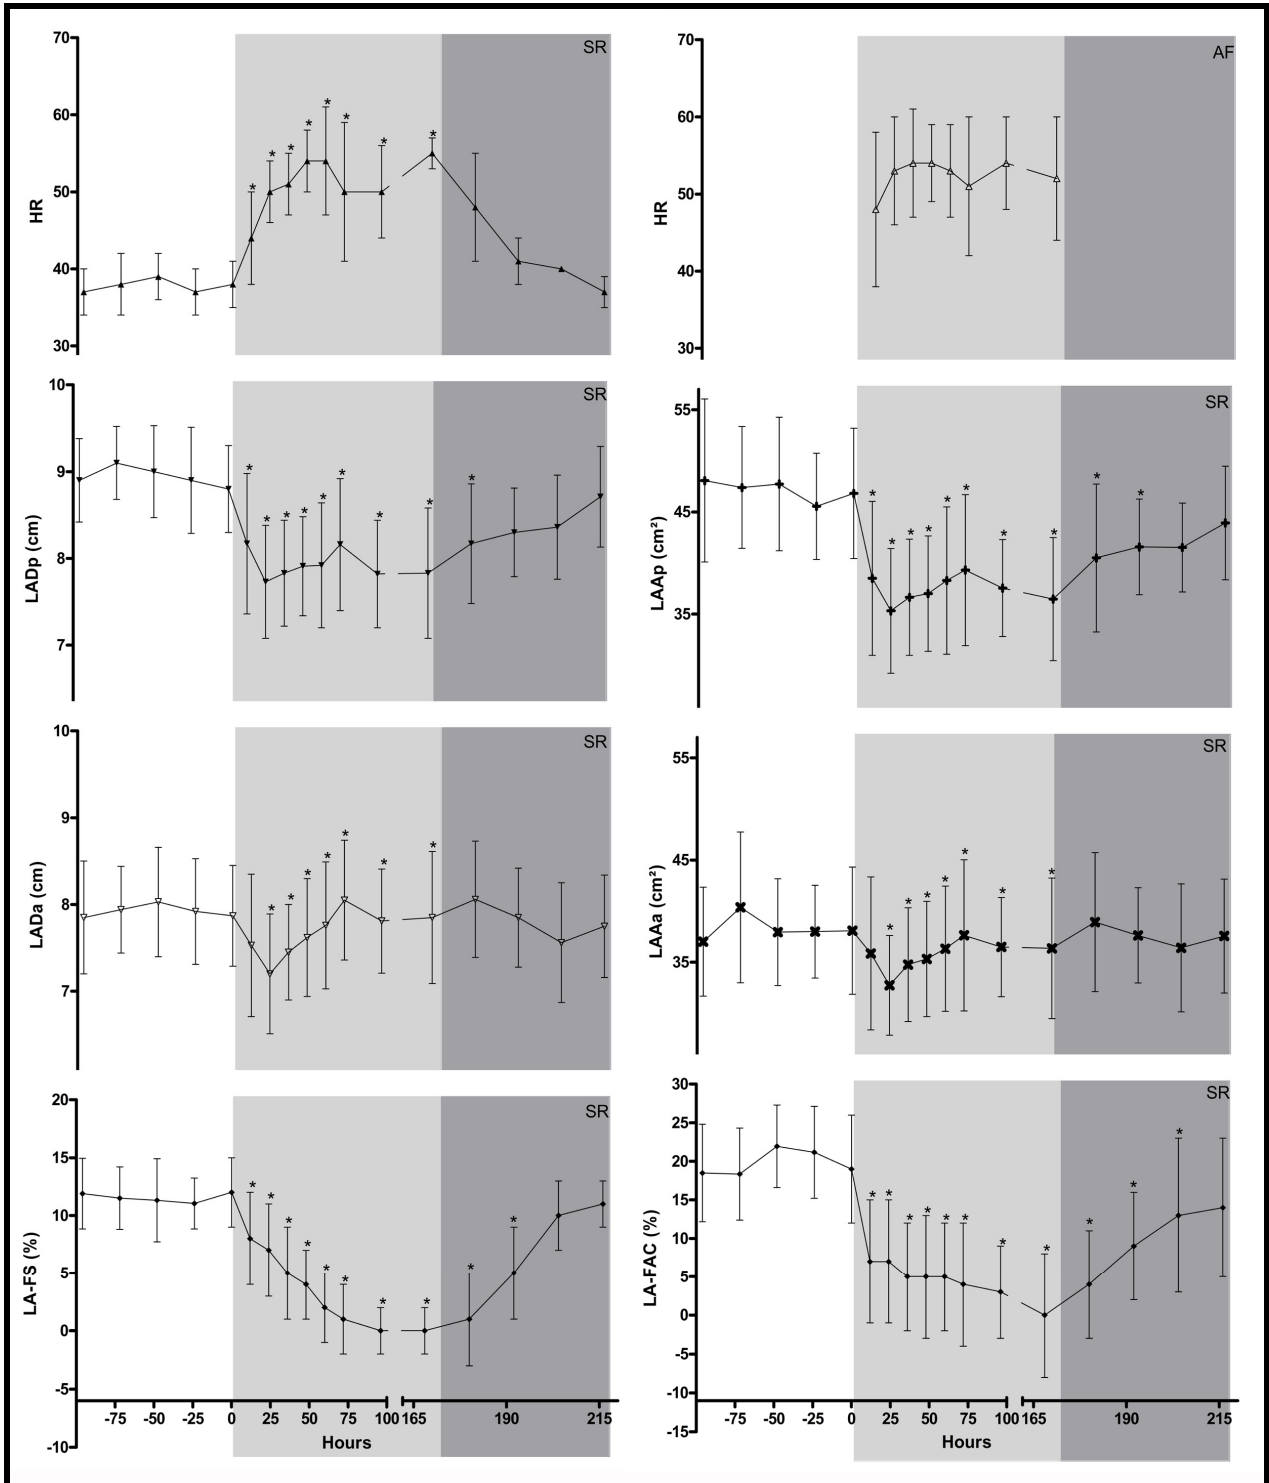 SR
70
60
50
40
30
HR
* * * * * * * * *
AF
70
60
50
40
30
HR
SR
10
9
8
7
LADp (cm)
* * * * * * * * *
SR
55
45
35
LAAp (cm²)
* * * * * * * * * *
SR
10
9
8
7
LADa (cm)
* * * * * * *
SR
55
45
35
LAAa (cm²)
* * * * * * *
SR
20
15
10
5
0
-5
-10
LA-FS (%)
* * * * * * * * * *
-75 -50 -25 0 25 50 75 100 165 190 215
Hours
SR
30
25
20
15
10
5
0
-5
-10
-15
LA-FAC (%)
* * * * * * * * * * *
-75 -50 -25 0 25 50 75 100 165 190 215
Hours